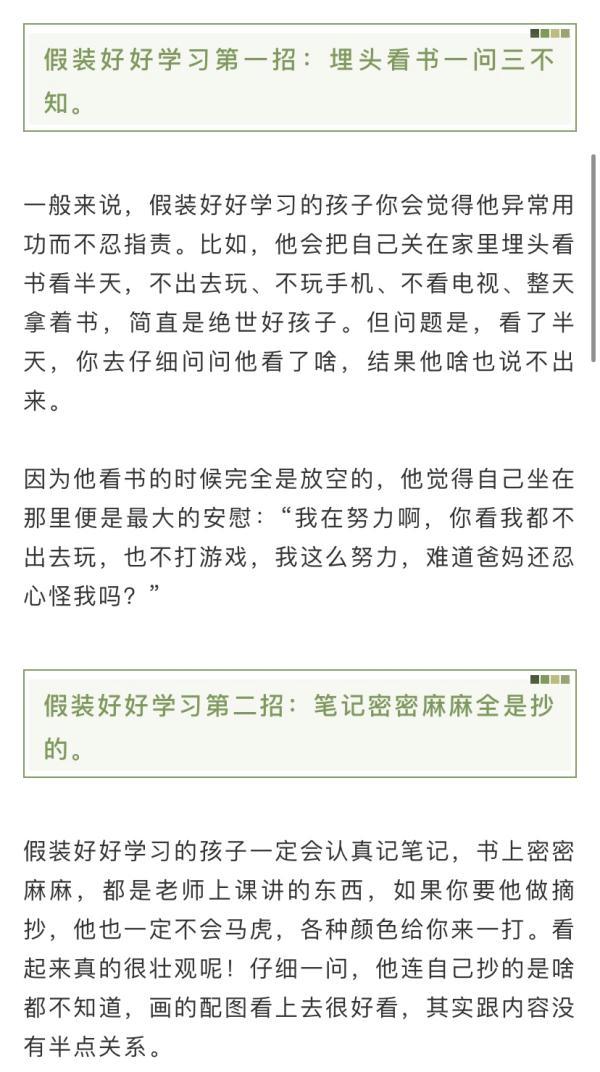 假装好好学习第一招：埋头看书一问三不
知。
一般来说，假装好好学习的孩子你会觉得他异常用
功而不忍指责。比如，他会把自己关在家里埋头看
书看半天，不出去玩、不玩手机、不看电视、整天
拿着书，简直是绝世好孩子。但问题是，看了半
天，你去仔细问问他看了啥，结果他啥也说不出
来。
因为他看书的时候完全是放空的，他觉得自己坐在
那里便是最大的安慰：“我在努力啊，你看我都不
出去玩，也不打游戏，我这么努力，难道爸妈还忍
心怪我吗？”
假装好好学习第二招：笔记密密麻麻全是抄
的。
假装好好学习的孩子一定会认真记笔记，书上密密
麻麻，都是老师上课讲的东西，如果你要他做摘
抄，他也一定不会马虎，各种颜色给你来一打。看
起来真的很壮观呢！仔细一问，他连自己抄的是啥
都不知道，画的配图看上去很好看，其实跟内容没
有半点关系。